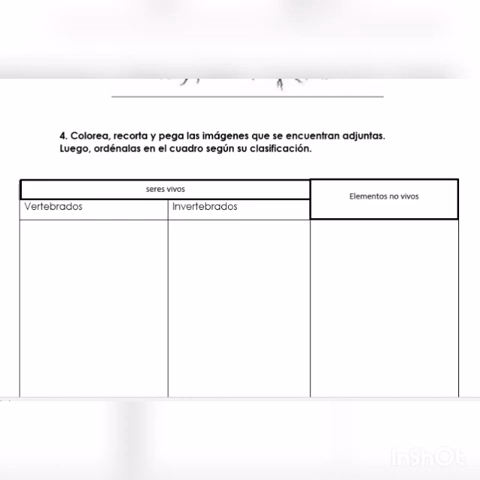 4. Colorea, recorta y pega las imágenes que se encuentran adjuntas.
Luego, ordénalas en el cuadro según su clasificación.
seres vivos
Elementos no vivos
Vertebrados
Invertebrados
InShOt